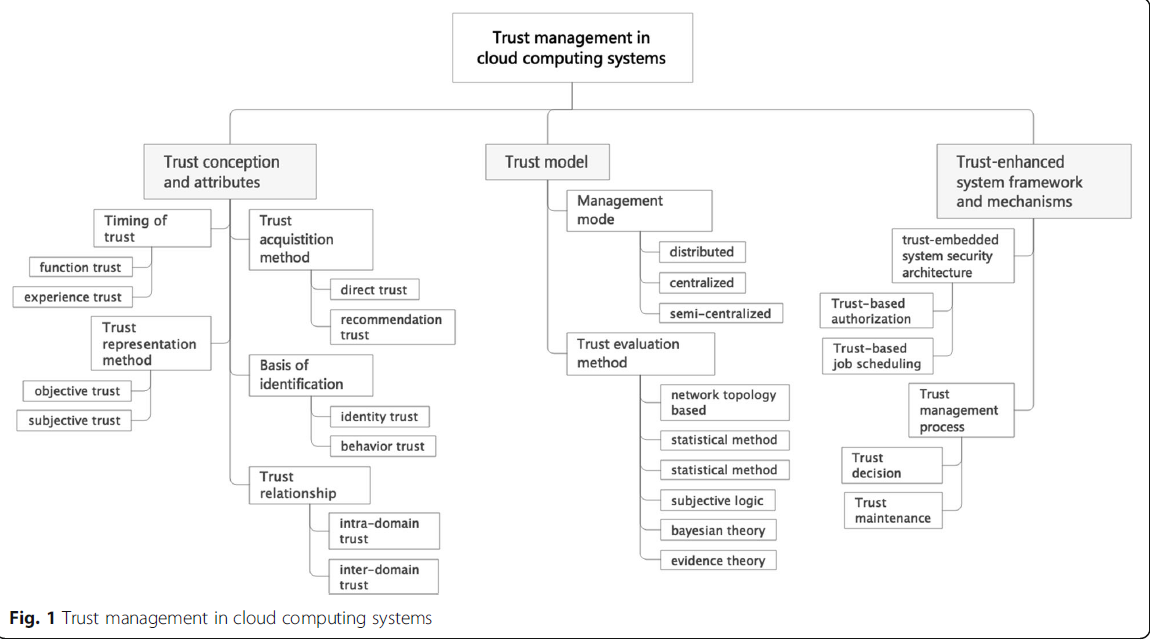 Trust management in
cloud computing systems
Trust conception
and attributes
Timing of
trust
function trust
experience trust
Trust
representation
method
objective trust
subjective trust
Trust
acquistition
method
direct trust
recommendation
trust
Basis of
identification
identity trust
behavior trust
Trust
relationship
intra-domain
trust
inter-domain
trust
Trust model
Management
mode
distributed
centralized
semi-centralized
Trust evaluation
method
network topology
based
statistical method
statistical method
subjective logic
bayesian theory
evidence theory
Trust-enhanced
system framework
and mechanisms
trust-embedded
system security
architecture
Trust-based
authorization
Trust-based
job scheduling
Trust
management
process
Trust
decision
Trust
maintenance
Fig. 1 Trust management in cloud computing systems